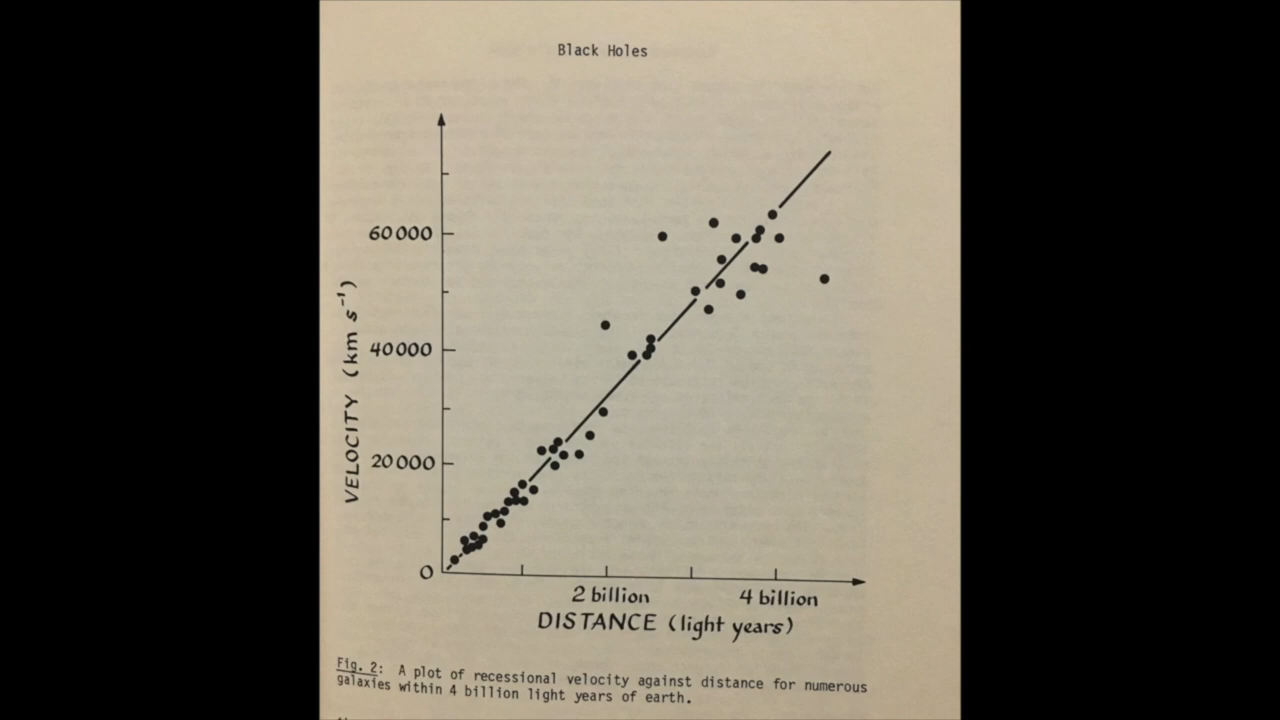 Black Holes
60000
40000
20000
0
VELOCITY (km s⁻¹)
2 billion
4 billion
DISTANCE (light years)
Fig. 2: A plot of recessional velocity against distance for numerous
galaxies within 4 billion light years of earth.